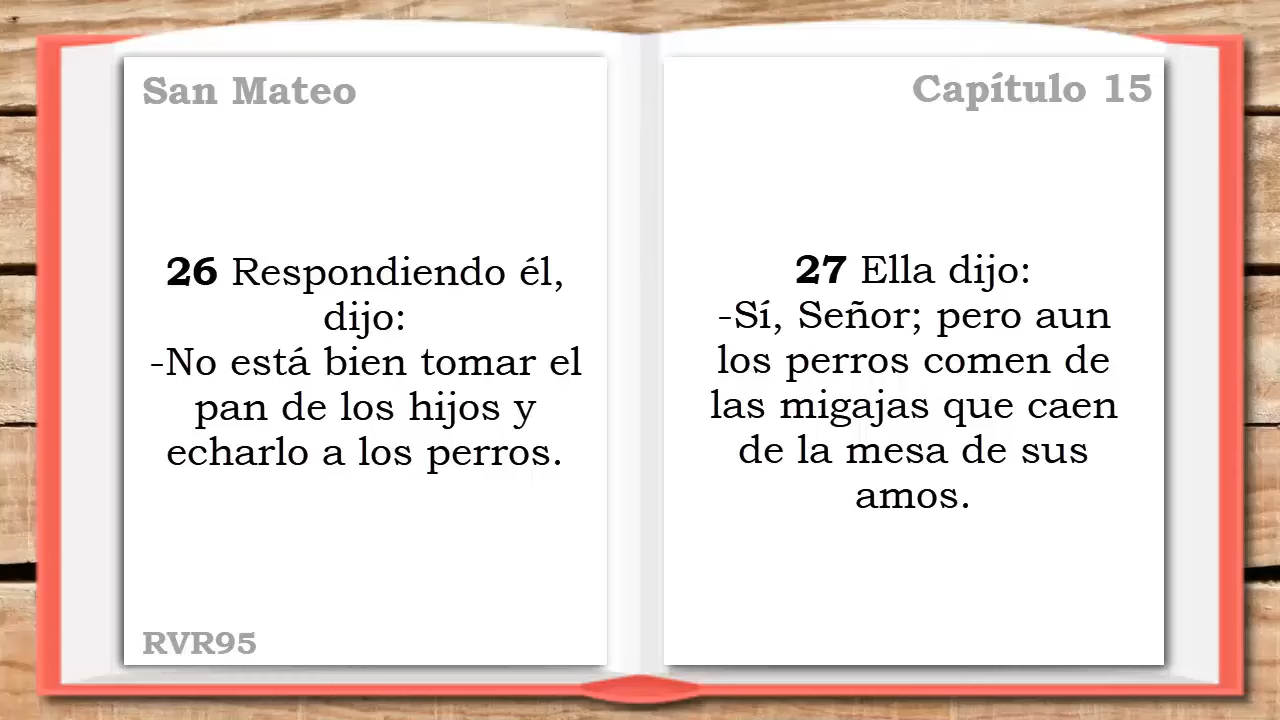 San Mateo
26 Respondiendo él,
dijo:
-No está bien tomar el
pan de los hijos y
echarlo a los perros.
RVR95
Capítulo 15
27 Ella dijo:
-Sí, Señor; pero aun
los perros comen de
las migajas que caen
de la mesa de sus
amos.